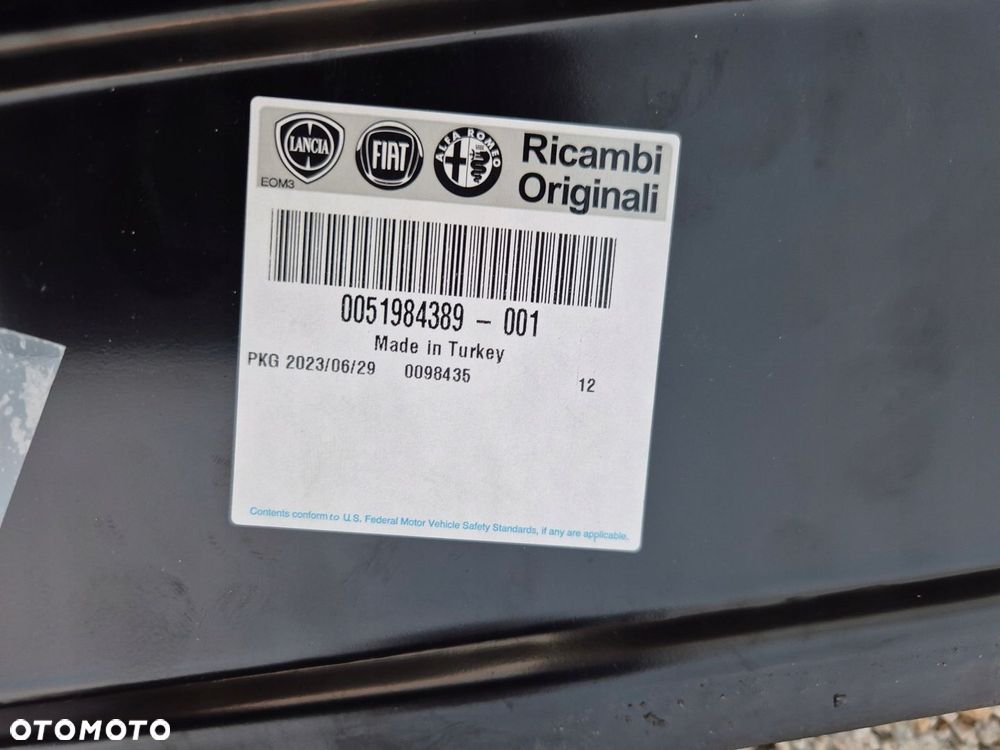 LANCIA FIAT ALFA ROMEO Ricambi
Originali
EOM3
0051984389 - 001
Made in Turkey
PKG 2023/06/29 0098435 12
Contents conform to U.S. Federal Motor Vehicle Safety Standards, if any are applicable.
OTOMOTO